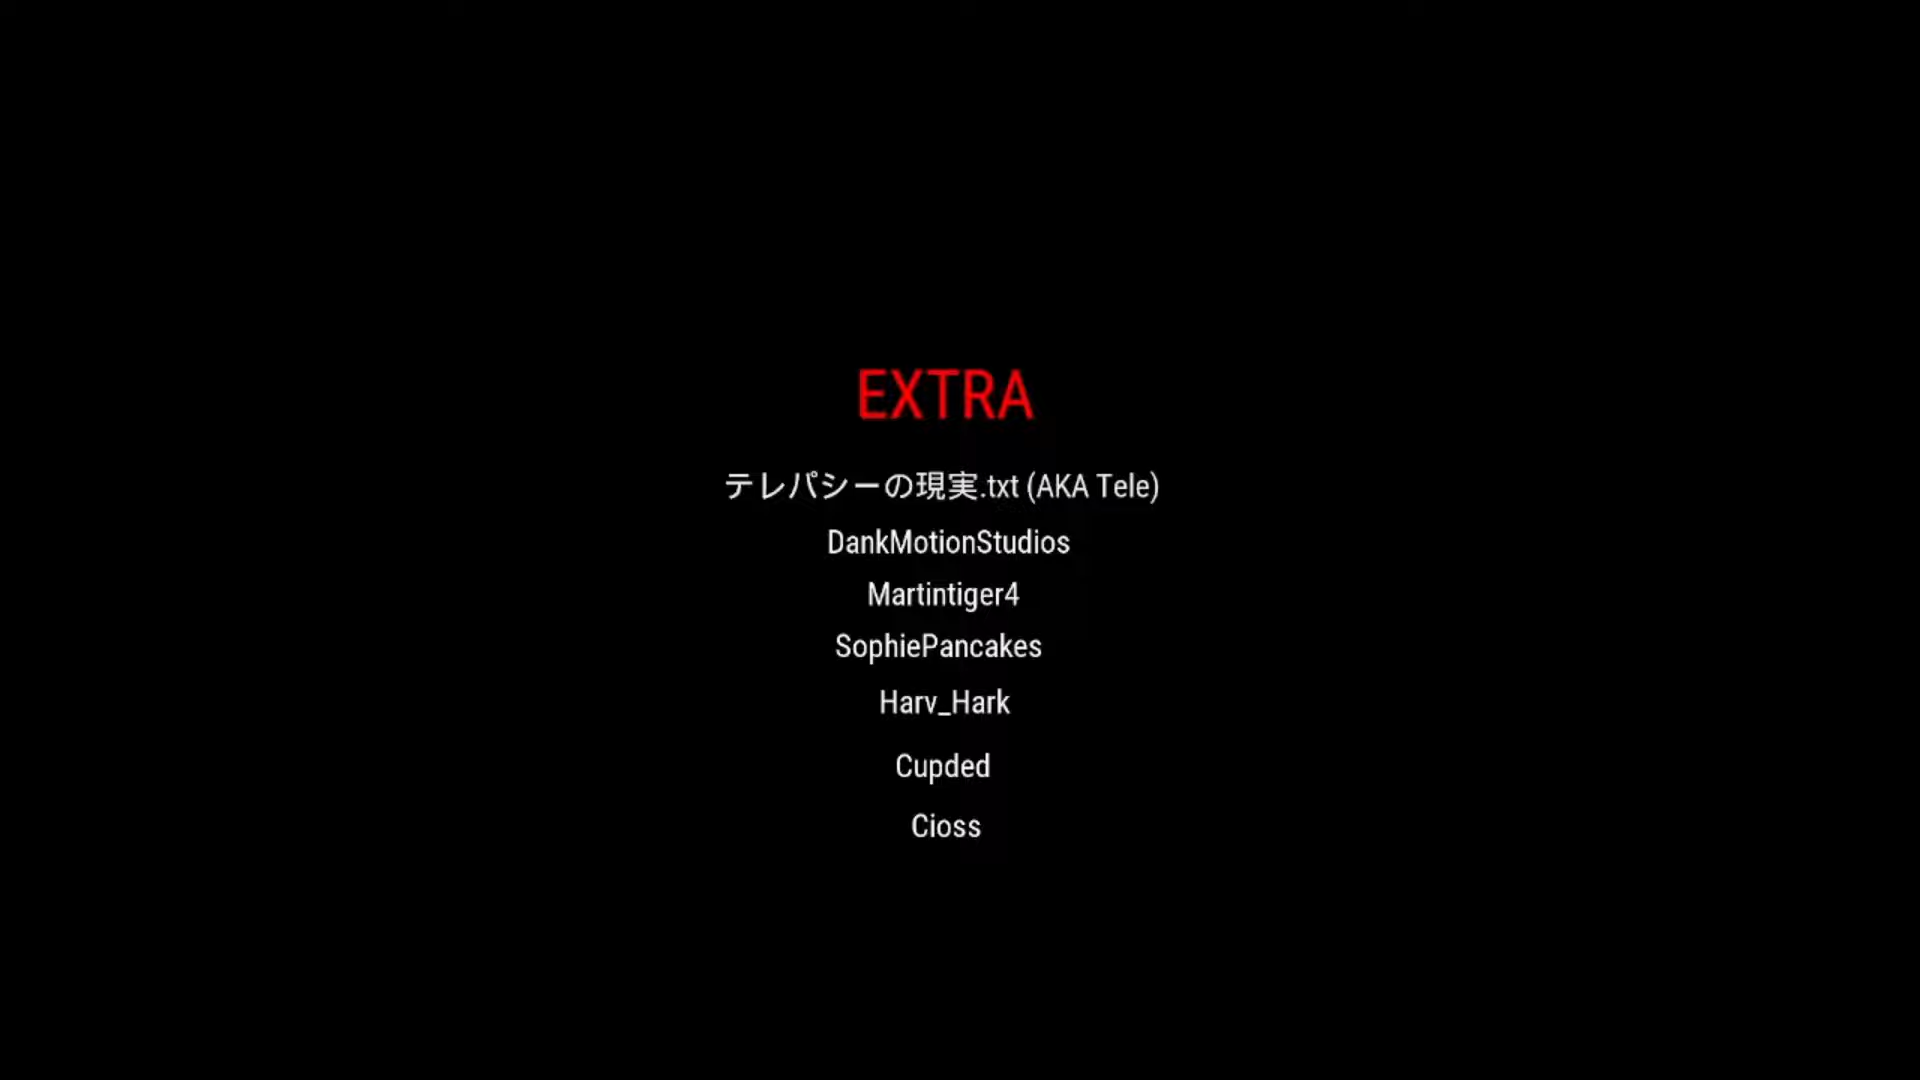 EXTRA
テレパシーの現実.txt (AKA Tele)
DankMotionStudios
Martintiger4
SophiePancakes
Harv_Hark
Cupded
Cioss